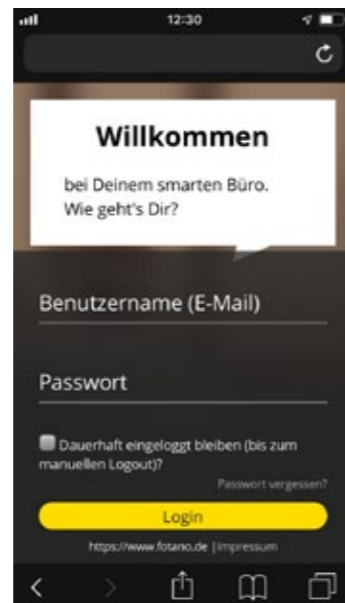 12:30
Willkommen
bei Deinem smarten Büro.
Wie geht's Dir?
Benutzername (E-Mail)
Passwort
Dauerhaft eingeloggt bleiben (bis zum
manuellen Logout)?
Passwort vergessen?
Login
https://www.fotano.de | Impressum